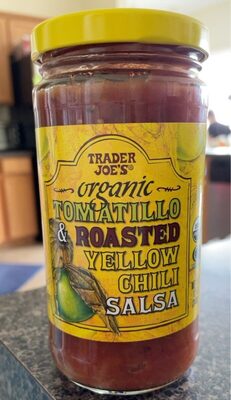 TRADER
JOE'S®
organic
TOMATILLO
& ROASTED
YELLOW
CHILI
SALSA